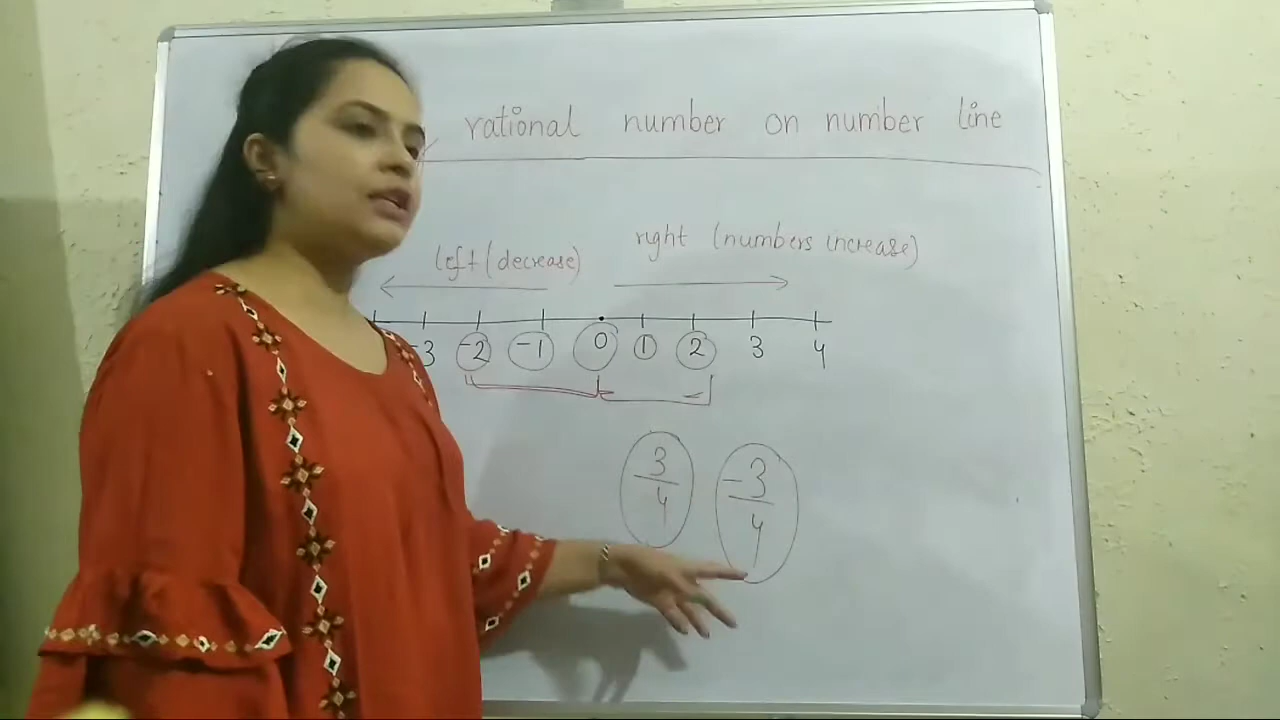 rational number on number line
left (decrease) right (numbers increase)
-3 -2 -1 0 1 2 3 4
3/4 -3/4